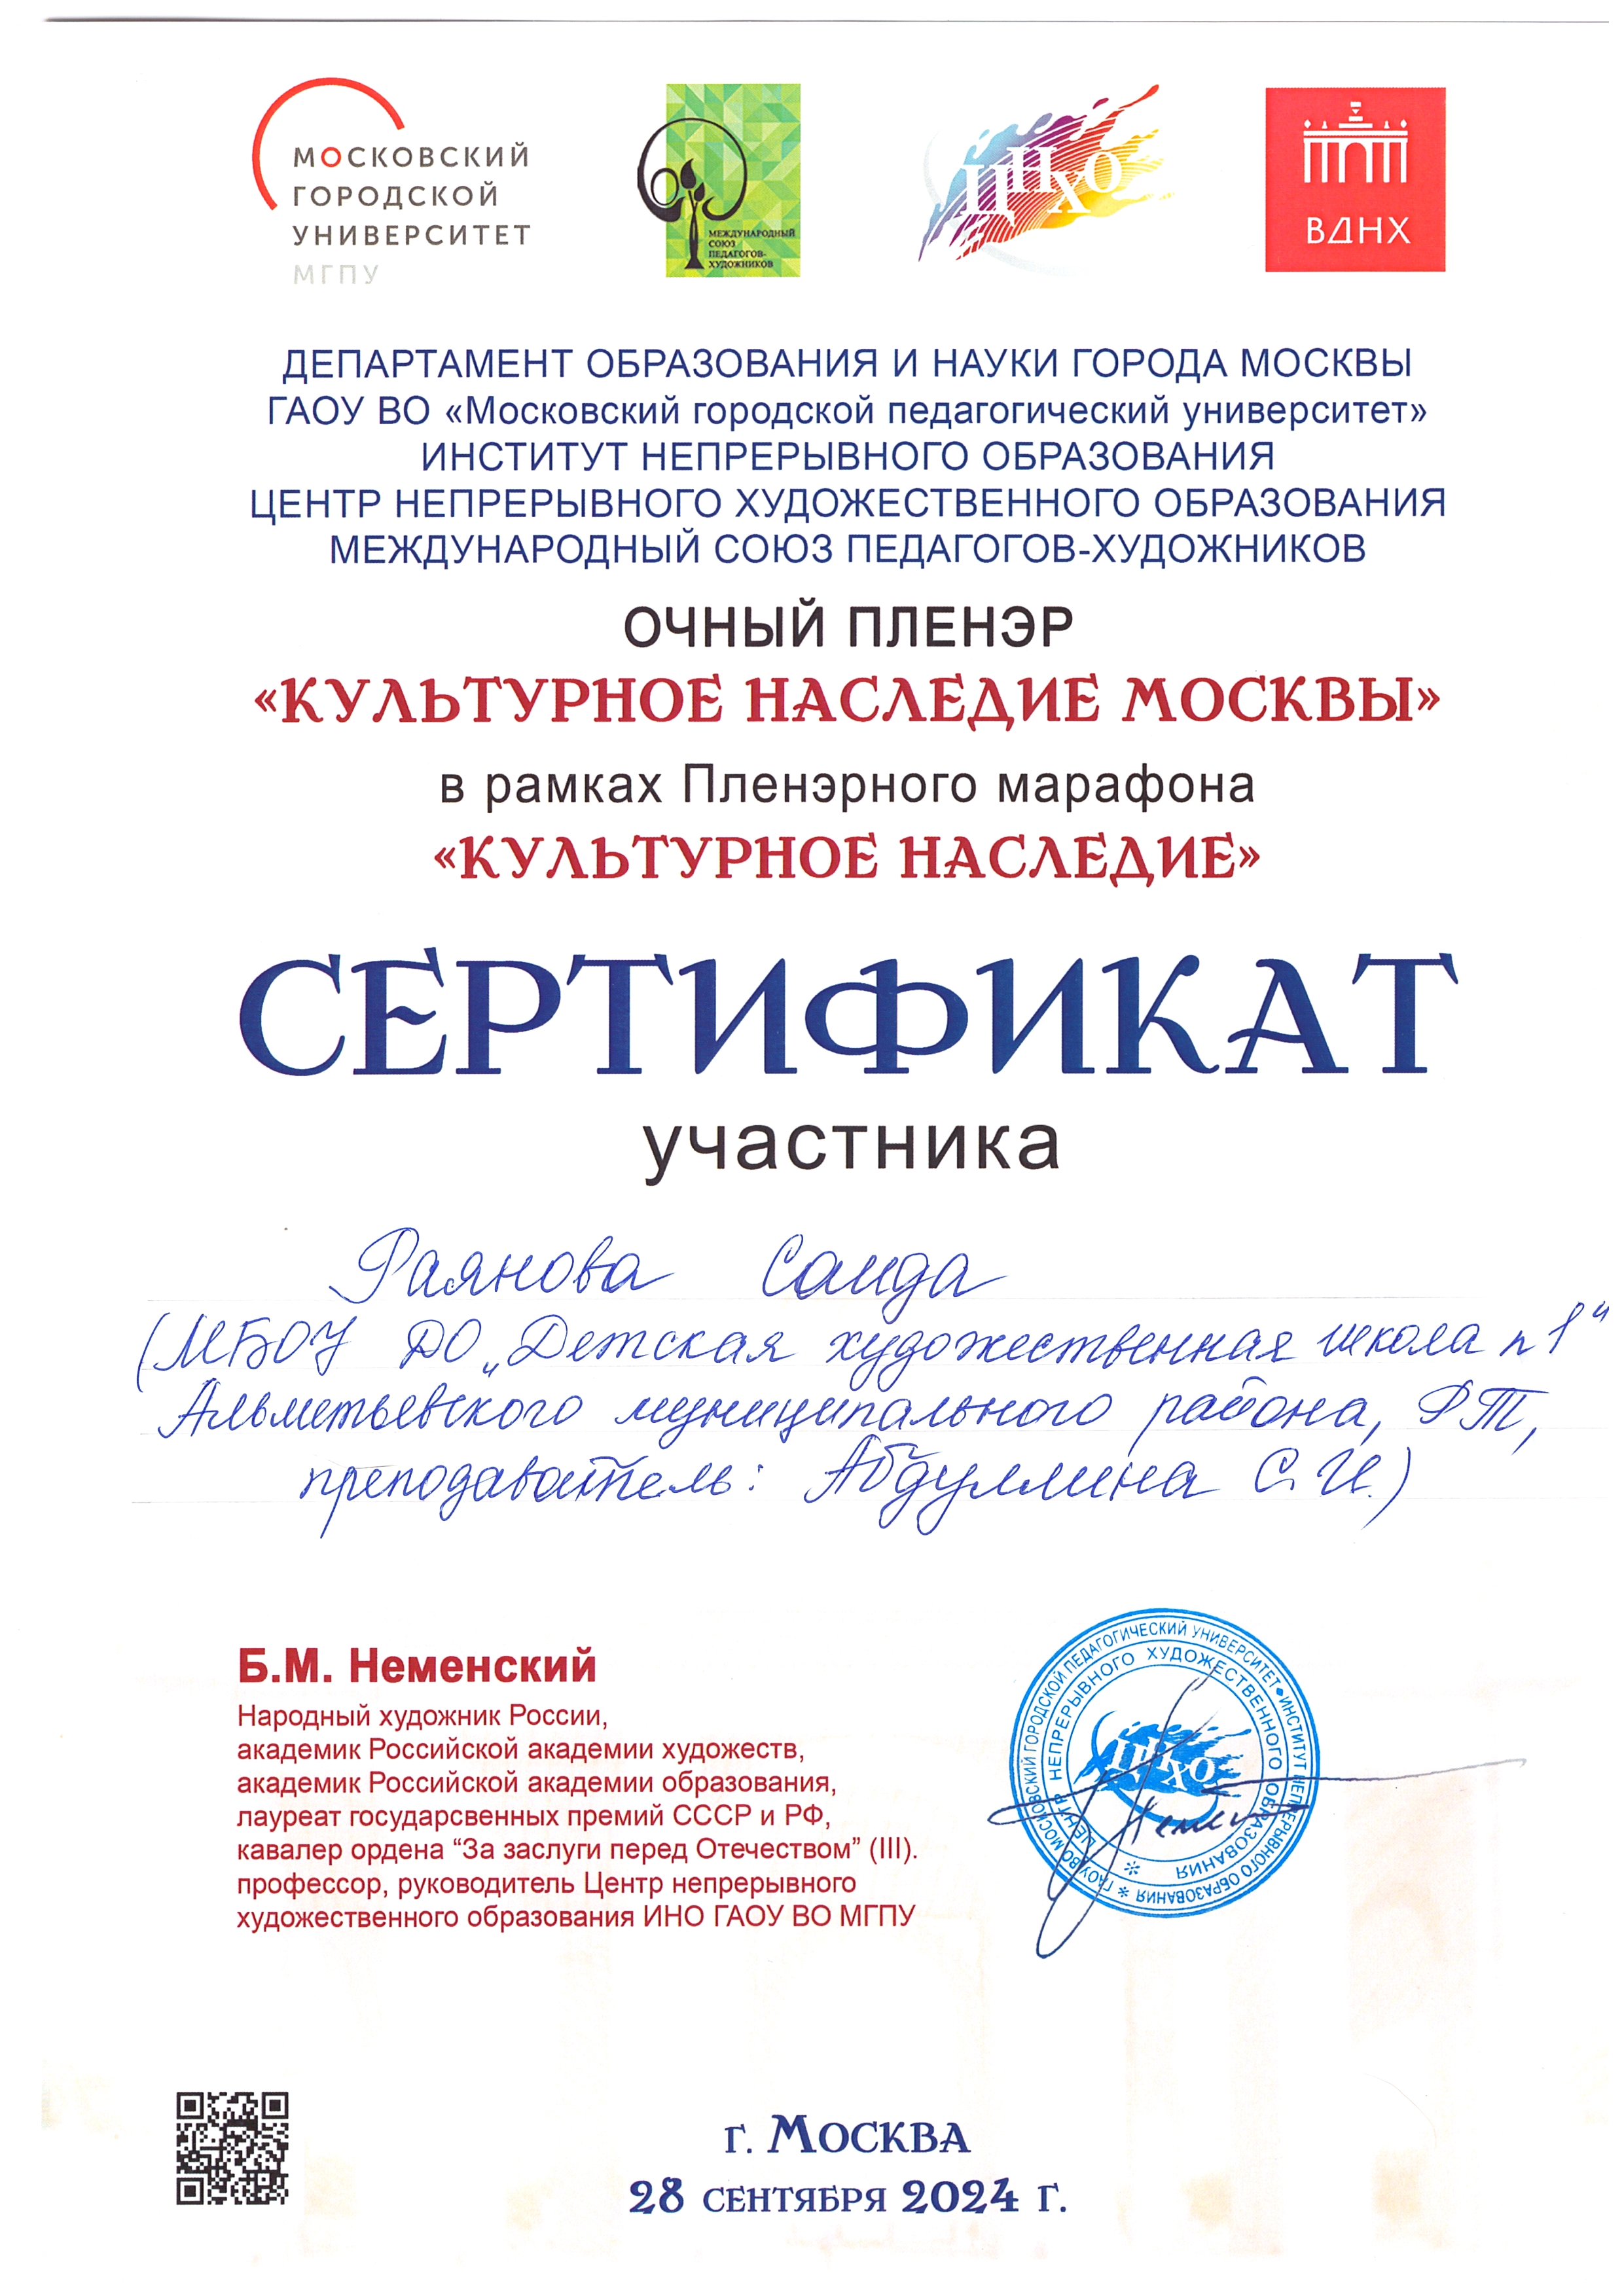 МОСКОВСКИЙ
ГОРОДСКОЙ
УНИВЕРСИТЕТ
МГПУ
МЕЖДУНАРОДНЫЙ
СОЮЗ
ПЕДАГОГОВ-
ХУДОЖНИКОВ
ЦНХО
ВДНХ
ДЕПАРТАМЕНТ ОБРАЗОВАНИЯ И НАУКИ ГОРОДА МОСКВЫ
ГАОУ ВО «Московский городской педагогический университет»
ИНСТИТУТ НЕПРЕРЫВНОГО ОБРАЗОВАНИЯ
ЦЕНТР НЕПРЕРЫВНОГО ХУДОЖЕСТВЕННОГО ОБРАЗОВАНИЯ
МЕЖДУНАРОДНЫЙ СОЮЗ ПЕДАГОГОВ-ХУДОЖНИКОВ
ОЧНЫЙ ПЛЕНЭР
«КУЛЬТУРНОЕ НАСЛЕДИЕ МОСКВЫ»
в рамках Пленэрного марафона
«КУЛЬТУРНОЕ НАСЛЕДИЕ»
СЕРТИФИКАТ
участника
Раянова Саида
(МБОУ ДО „Детская художественная школа n 1"
Альметьевского муниципального района, РТ,
преподаватель: Абдуллина С.И.)
Б.М. Неменский
Народный художник России,
академик Российской академии художеств,
академик Российской академии образования,
лауреат государсвенных премий СССР и РФ,
кавалер ордена “За заслуги перед Отечеством” (III).
профессор, руководитель Центр непрерывного
художественного образования ИНО ГАОУ ВО МГПУ
ГАОУ ВО МОСКОВСКИЙ ГОРОДСКОЙ ПЕДАГОГИЧЕСКИЙ УНИВЕРСИТЕТ • ИНСТИТУТ НЕПРЕРЫВНОГО ОБРАЗОВАНИЯ *
ЦЕНТР НЕПРЕРЫВНОГО ХУДОЖЕСТВЕННОГО ОБРАЗОВАНИЯ *
ЦНХО
г. Москва
28 сентября 2024 г.